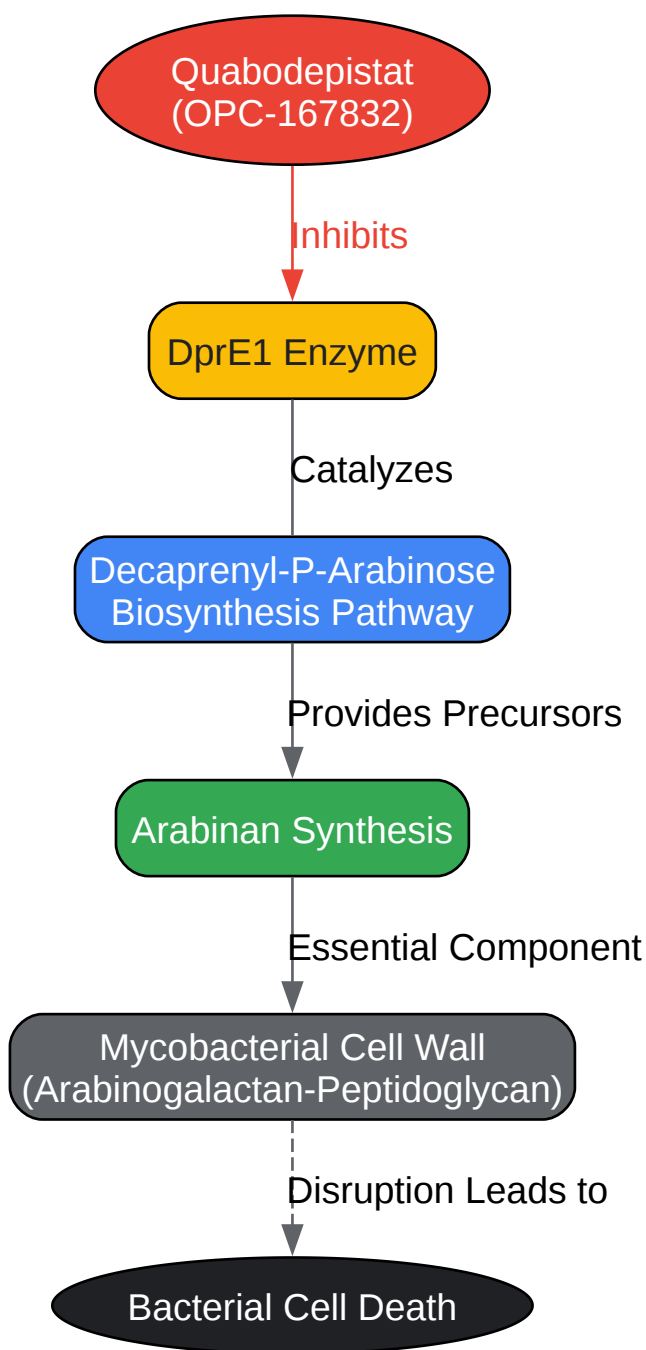 Quabodepistat
(OPC-167832)
Inhibits
DprE1 Enzyme
Catalyzes
Decaprenyl-P-Arabinose
Biosynthesis Pathway
Provides Precursors
Arabinan Synthesis
Essential Component
Mycobacterial Cell Wall
(Arabinogalactan-Peptidoglycan)
Disruption Leads to
Bacterial Cell Death